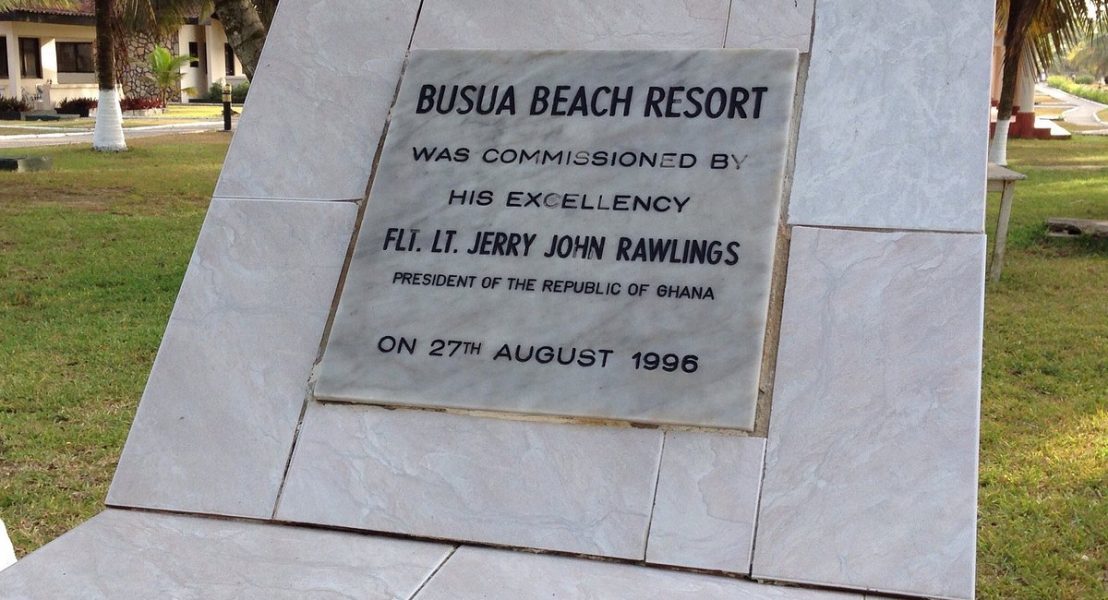 BUSUA BEACH RESORT
WAS COMMISSIONED BY
HIS EXCELLENCY
FLT. LT. JERRY JOHN RAWLINGS
PRESIDENT OF THE REPUBLIC OF GHANA
ON 27TH AUGUST 1996